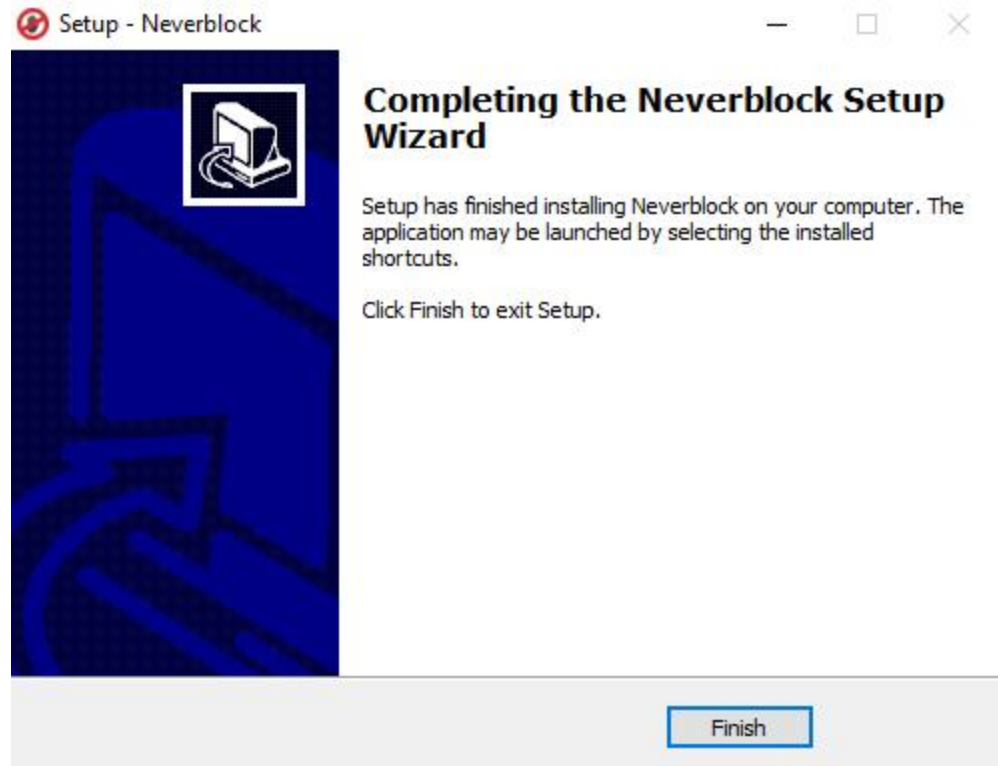 Setup - Neverblock
Completing the Neverblock Setup
Wizard
Setup has finished installing Neverblock on your computer. The
application may be launched by selecting the installed
shortcuts.
Click Finish to exit Setup.
Finish